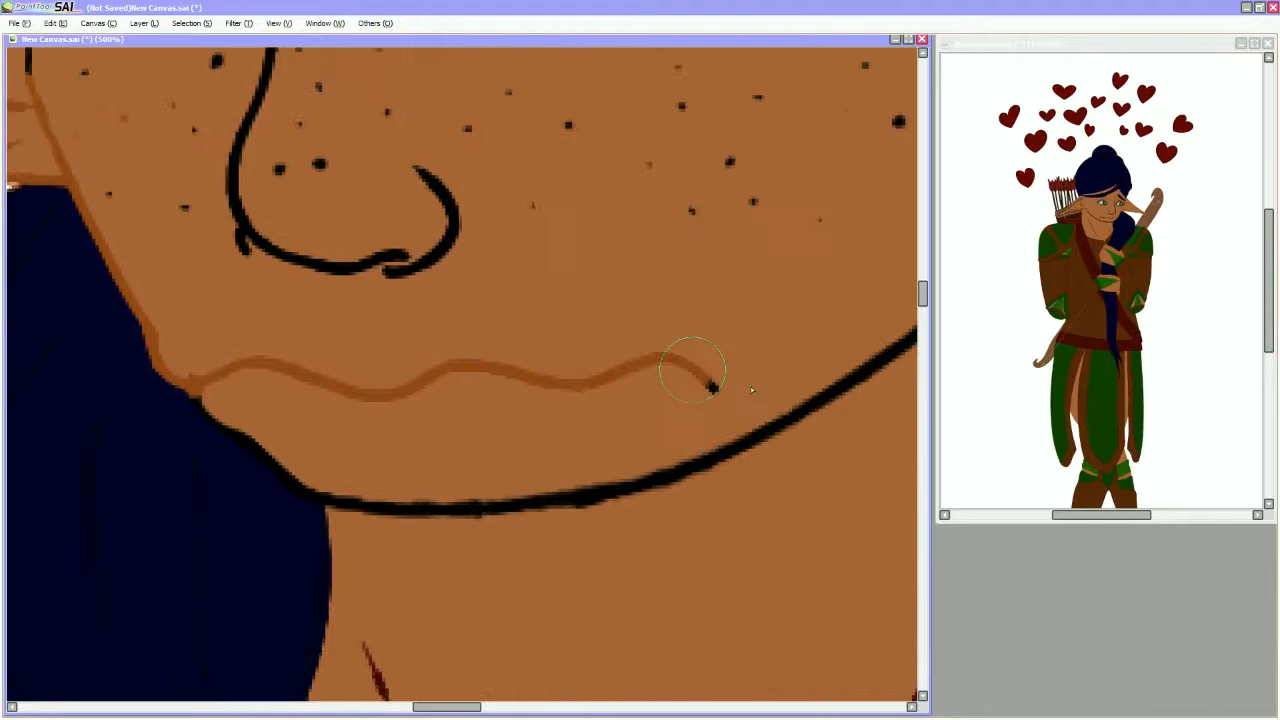 PaintTool SAI (Not Saved)New Canvas.sai (*)
File (F) Edit (E) Canvas (C) Layer (L) Selection (S) Filter (T) View (V) Window (W) Others (O)
New Canvas.sai (*) (500%)